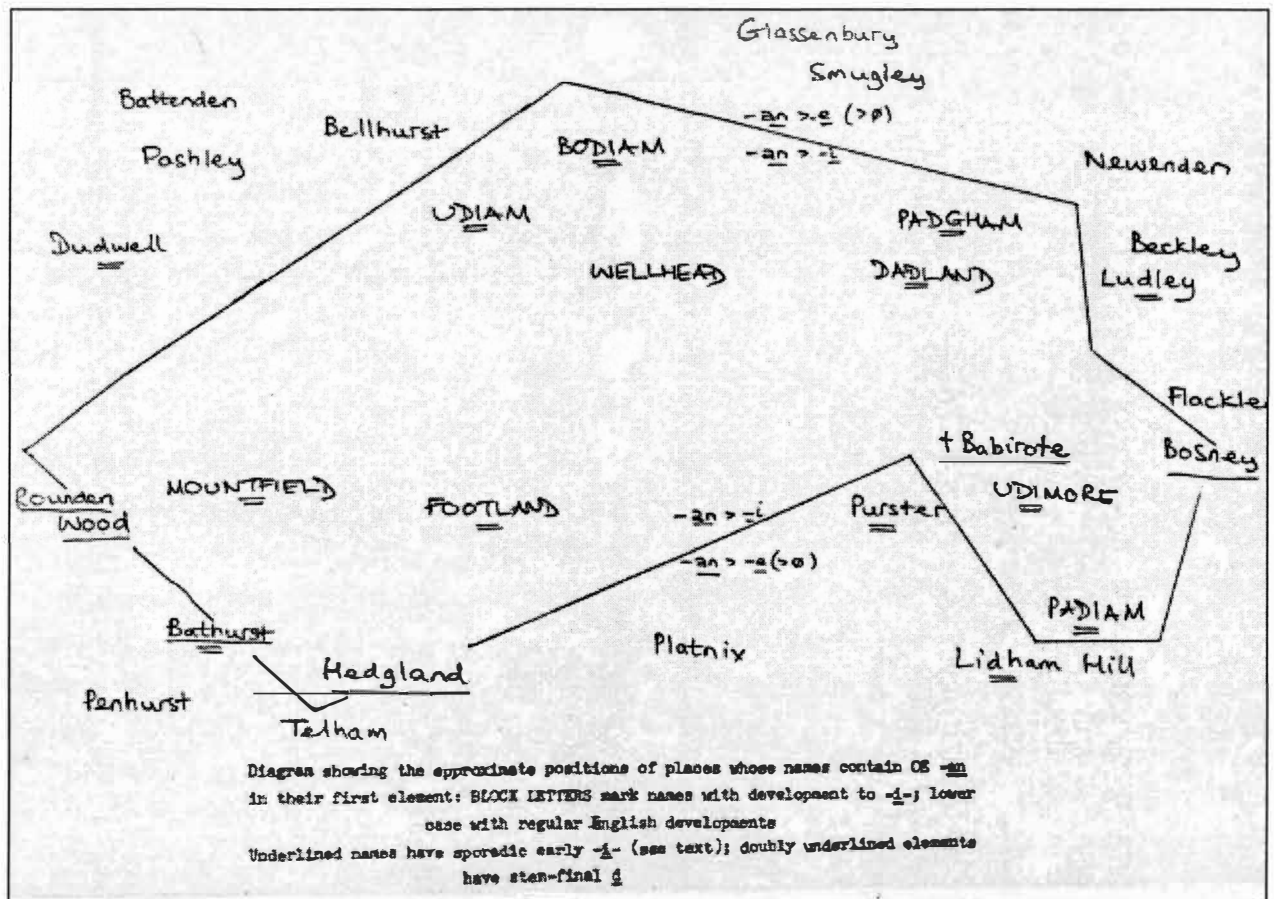 Glassenbury
Smugley
Battenden
Bellhurst
-an > -e (>ø)
Pashley
BODIAM
-an > -i
Newenden
UDIAM
PADGHAM
Dudwell
Beckley
WELLHEAD
DADLAND
Ludley
Flackley
† Babirote
BoSney
Rounden
Wood
MOUNTFIELD
FOOTLAND
-an > -i
Purster
UDIMORE
-an > -e (>ø)
PADIAM
Bathurst
Platnix
Lidham Hill
Hedgland
Penhurst
Telham
Diagram showing the approximate positions of places whose names contain OE -an
in their first element: BLOCK LETTERS mark names with development to -i-; lower
case with regular English developments
Underlined names have sporadic early -i- (see text); doubly underlined elements
have stem-final d